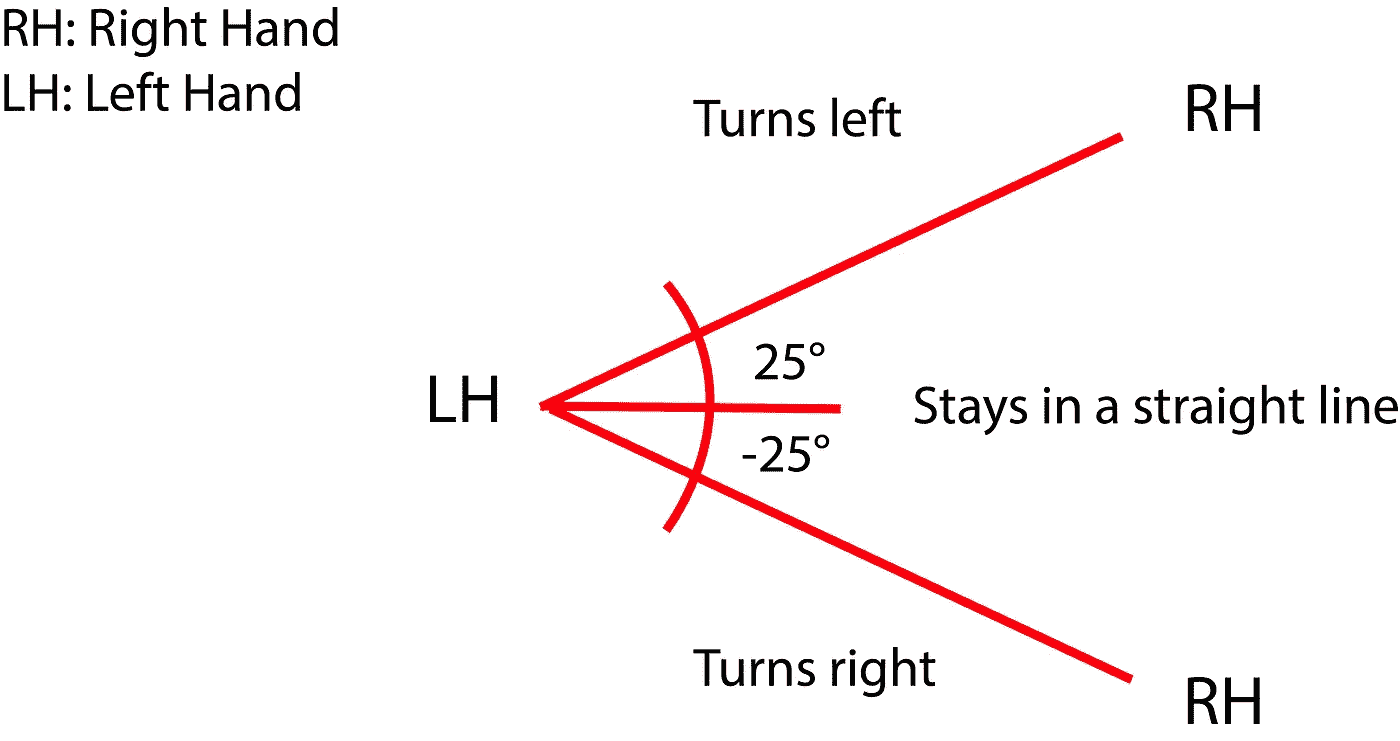 RH: Right Hand
LH: Left Hand
Turns left
RH
25°
LH
Stays in a straight line
-25°
Turns right
RH